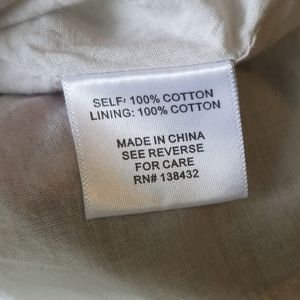 SELF: 100% COTTON
LINING: 100% COTTON
MADE IN CHINA
SEE REVERSE
FOR CARE
RN# 138432